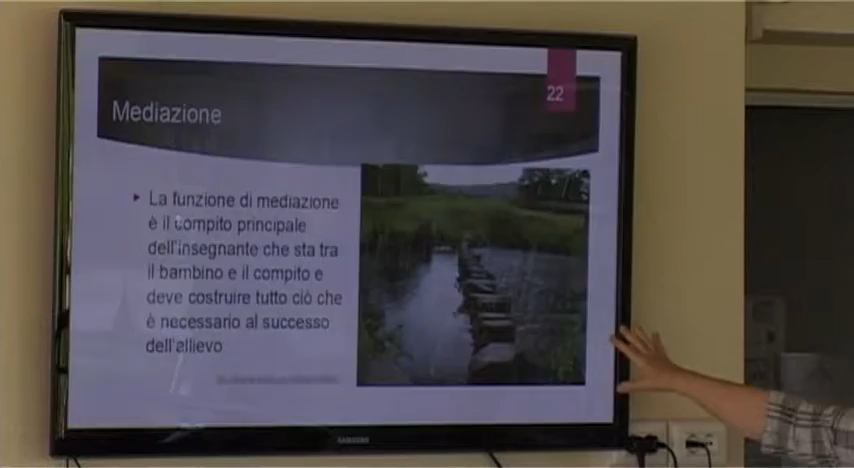 22
Mediazione
La funzione di mediazione
è il compito principale
dell'insegnante che sta tra
il bambino e il compito e
deve costruire tutto ciò che
è necessario al successo
dell'allievo
SAMSUNG